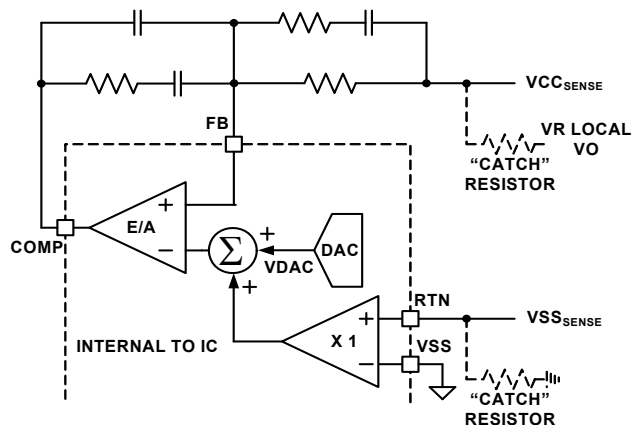 VCCSENSE
FB
VR LOCAL
VO
“CATCH”
RESISTOR
+
E/A
−
COMP
Σ
+
+
VDAC
DAC
RTN
+
X 1
−
VSS
VSSSENSE
INTERNAL TO IC
“CATCH”
RESISTOR